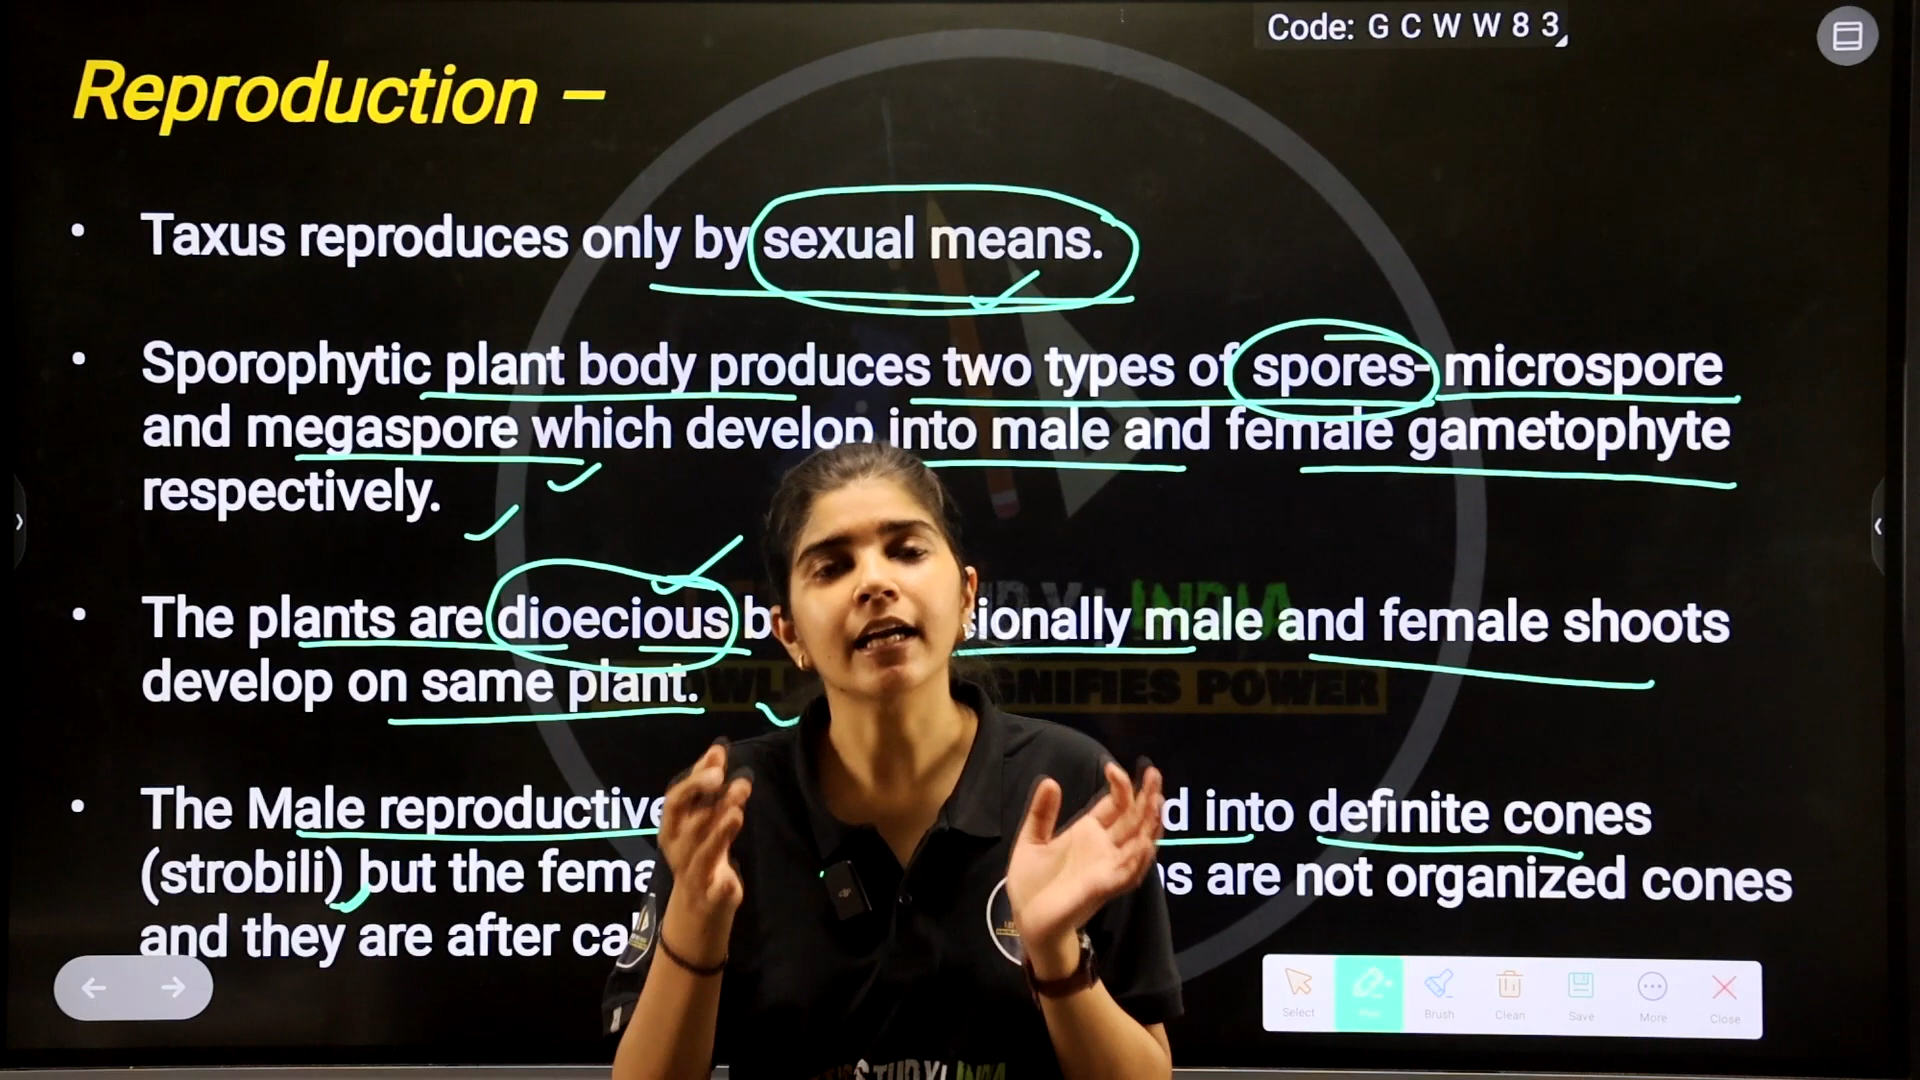 Code: G C W W 8 3
Reproduction –
• Taxus reproduces only by sexual means.
• Sporophytic plant body produces two types of spores- microspore
and megaspore which develop into male and female gametophyte
respectively.
• The plants are dioecious male and female shoots
develop on same plant.
• The Male reproductive into definite cones
(strobili) but the are not organized cones
and they are after
INDIA
POWER
Select
Brush
Clean
Save
More
Close